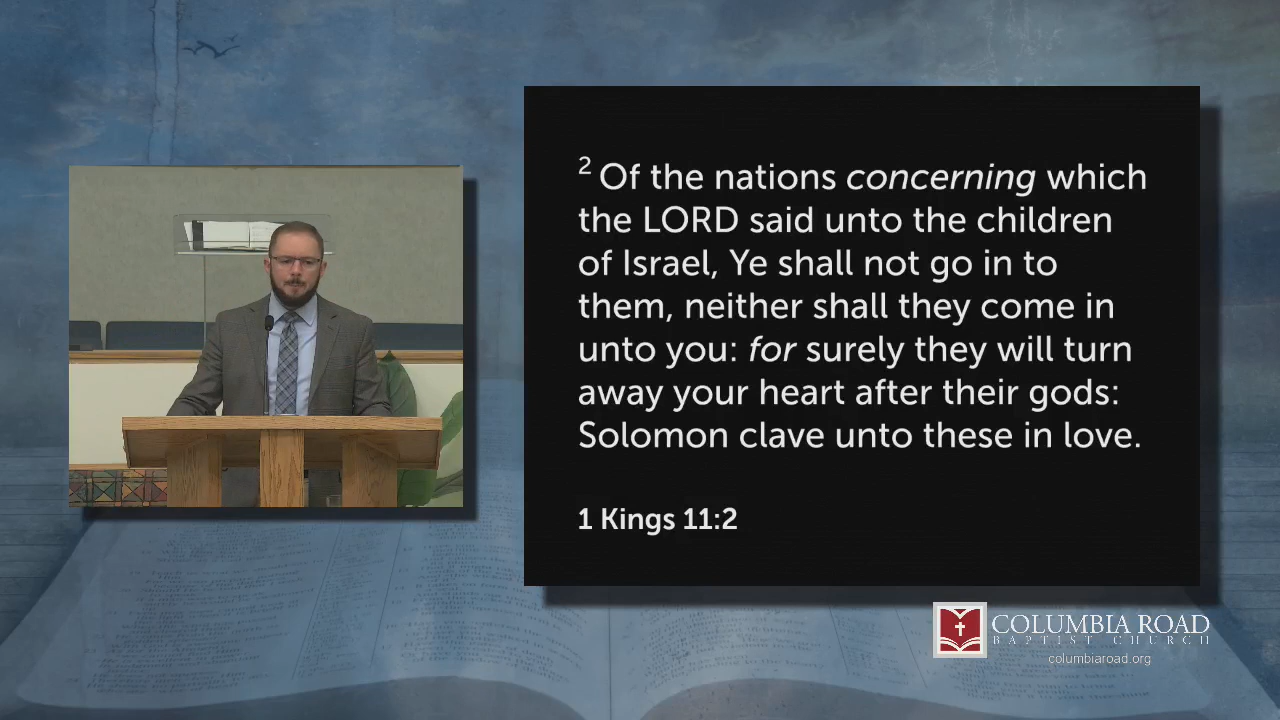 2 Of the nations concerning which
the LORD said unto the children
of Israel, Ye shall not go in to
them, neither shall they come in
unto you: for surely they will turn
away your heart after their gods:
Solomon clave unto these in love.
1 Kings 11:2
COLUMBIA ROAD
BAPTIST CHURCH
columbiaroad.org